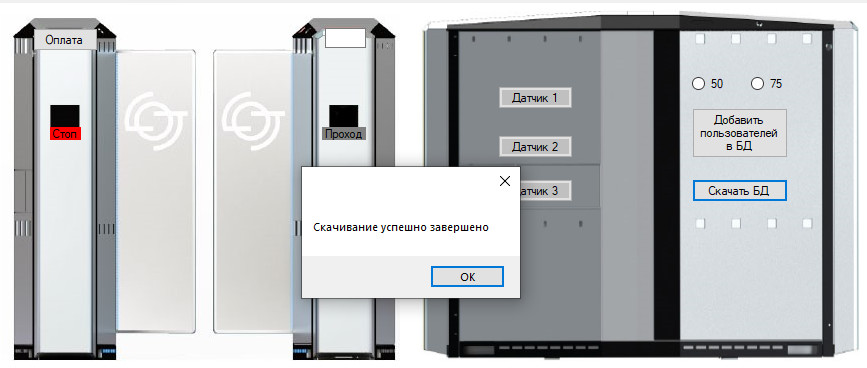 Оплата
Стоп
Проход
Датчик 1
Датчик 2
атчик 3
50
75
Добавить
пользователей
в БД
Скачать БД
Скачивание успешно завершено
OK